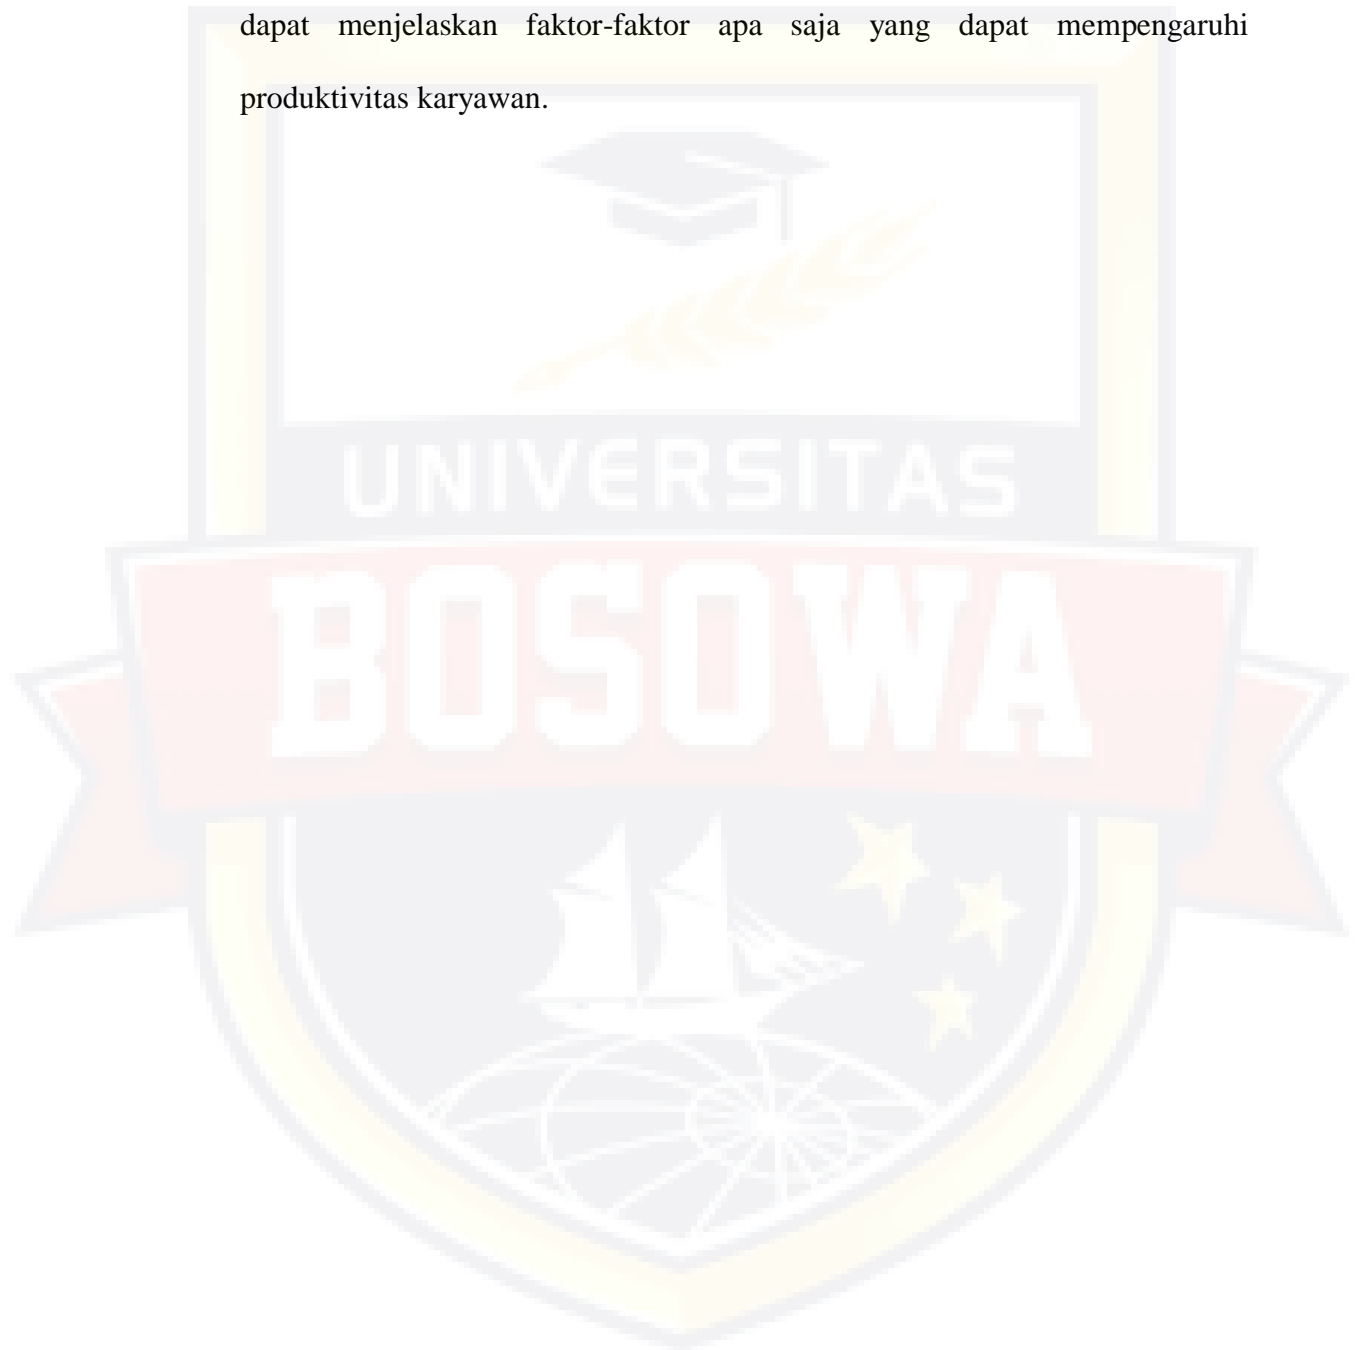 dapat menjelaskan faktor-faktor apa saja yang dapat mempengaruhi
produktivitas karyawan.
UNIVERSITAS
BOSOWA